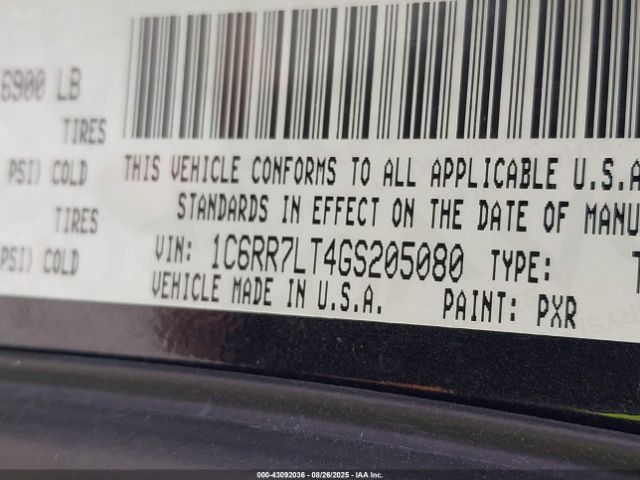 6900 LB
TIRES
PSI) COLD
TIRES
PSI) COLD
THIS VEHICLE CONFORMS TO ALL APPLICABLE U.S.A
STANDARDS IN EFFECT ON THE DATE OF MANU
VIN: 1C6RR7LT4GS205080 TYPE: T
VEHICLE MADE IN U.S.A. PAINT: PXR
000-43092036 - 08/26/2025 - IAA Inc.